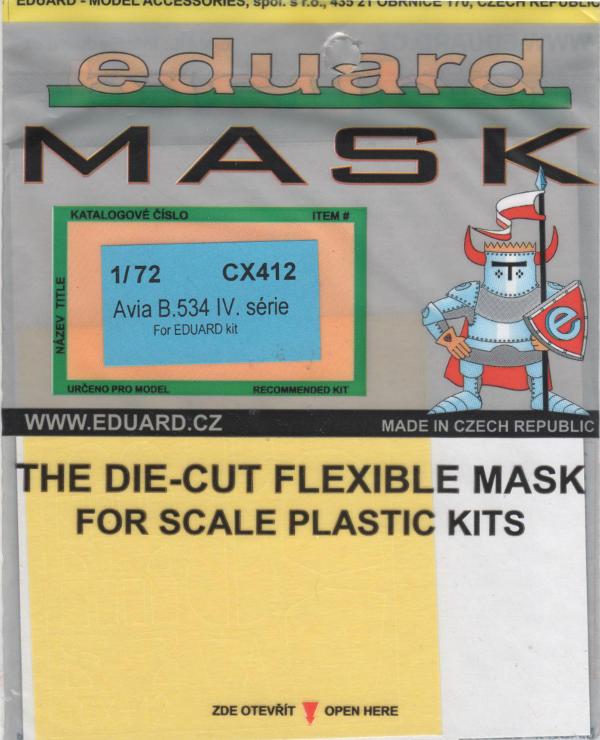 EDUARD - MODEL ACCESSORIES, spol. s r.o., 435 21 OBRNICE 170, CZECH REPUBLIC
eduard
MASK
KATALOGOVÉ ČÍSLO ITEM #
NÁZEV TITLE
1/72 CX412
Avia B.534 IV. série
For EDUARD kit
URČENO PRO MODEL RECOMMENDED KIT
e
WWW.EDUARD.CZ MADE IN CZECH REPUBLIC
THE DIE-CUT FLEXIBLE MASK
FOR SCALE PLASTIC KITS
ZDE OTEVŘÍT OPEN HERE